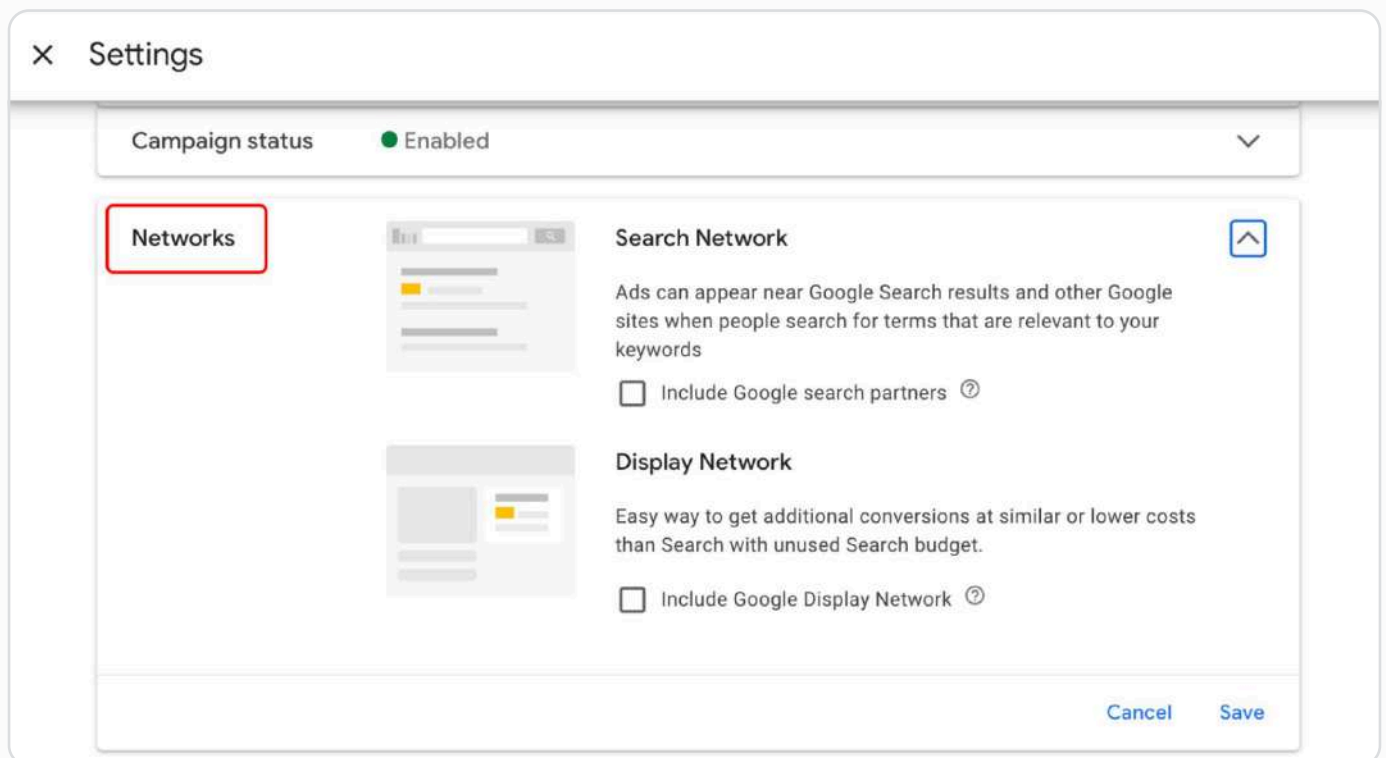 Settings
Campaign status
Enabled
Networks
Search Network
Ads can appear near Google Search results and other Google
sites when people search for terms that are relevant to your
keywords
Include Google search partners
Display Network
Easy way to get additional conversions at similar or lower costs
than Search with unused Search budget.
Include Google Display Network
Cancel
Save